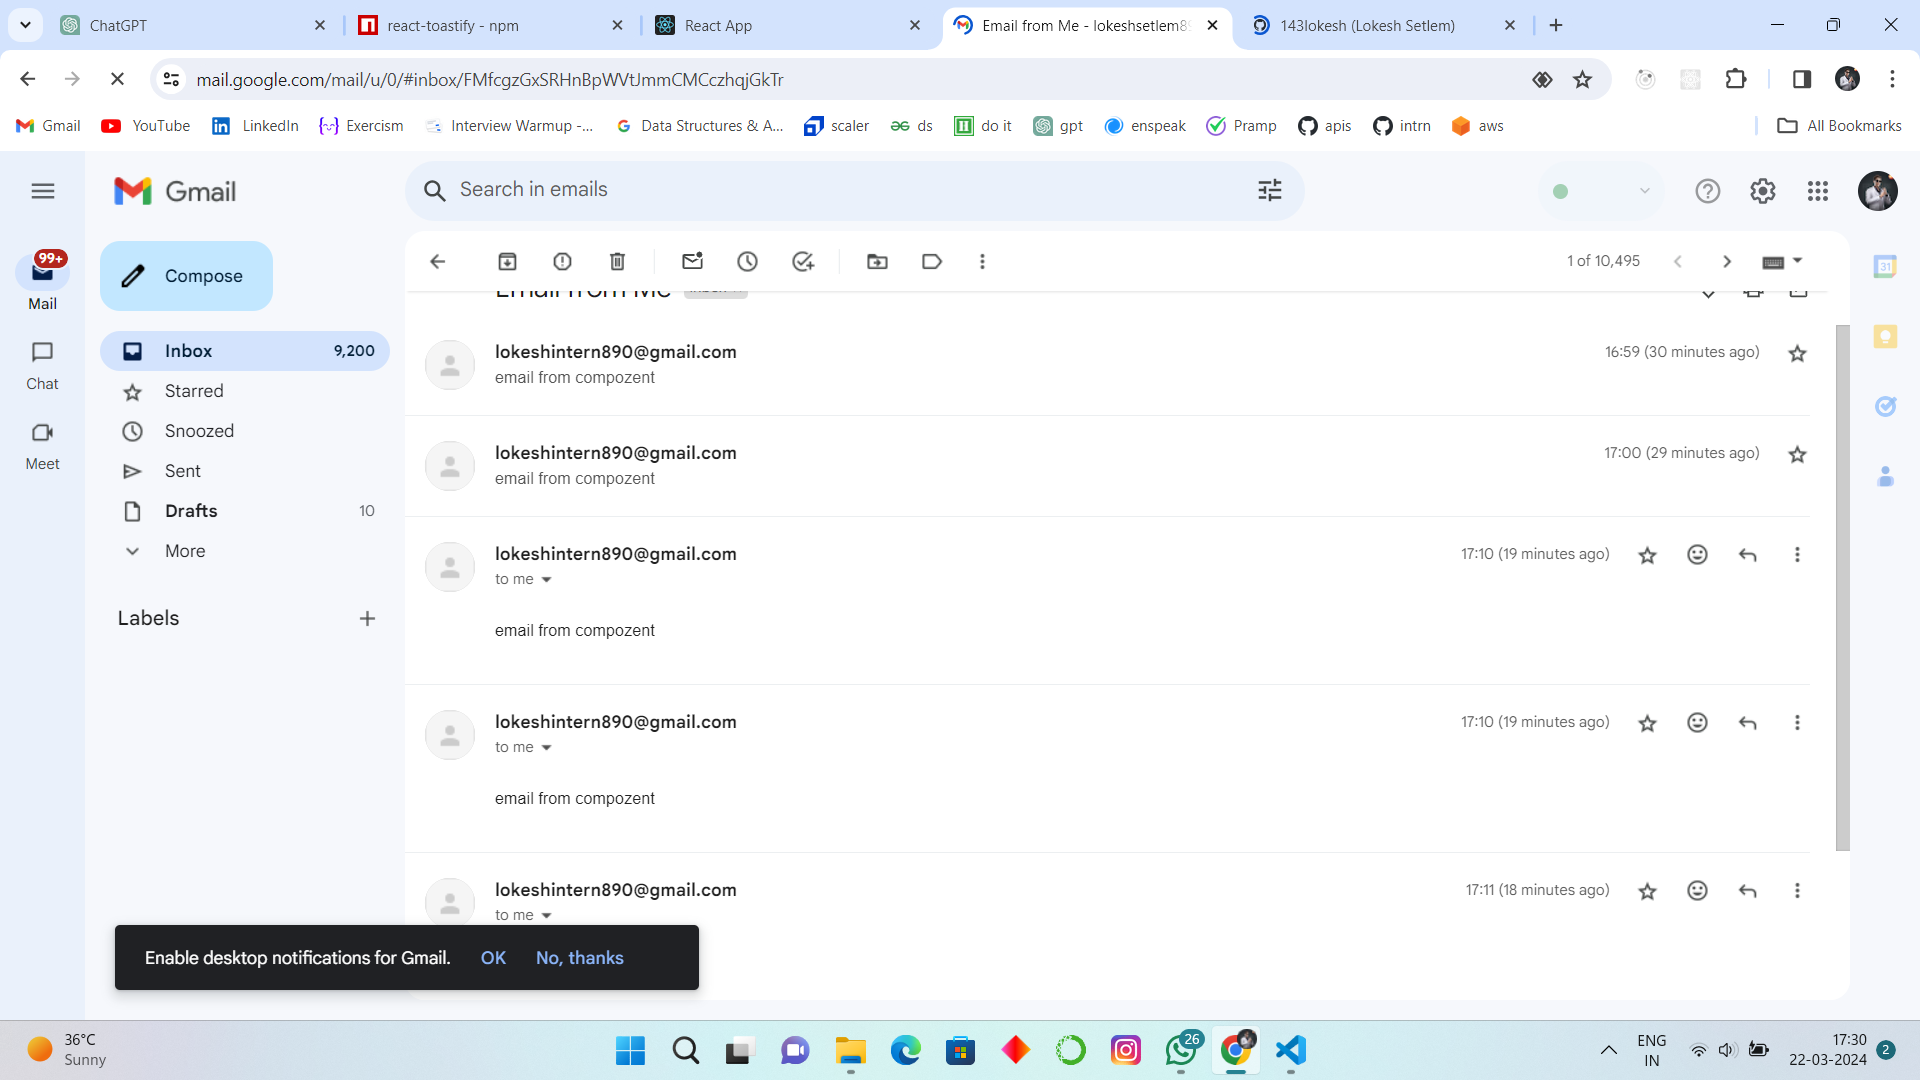 ChatGPT
react-toastify - npm
React App
Email from Me - lokeshsetlem8
143lokesh (Lokesh Setlem)
mail.google.com/mail/u/0/#inbox/FMfcgzGxSRHnBpWVtJmmCMCczhqjGkTr
Gmail
YouTube
LinkedIn
Exercism
Interview Warmup -...
Data Structures & A...
scaler
ds
do it
gpt
enspeak
Pramp
apis
intrn
aws
All Bookmarks
Gmail
Search in emails
99+
Mail
Chat
Meet
Compose
Inbox 9,200
Starred
Snoozed
Sent
Drafts 10
More
Labels
1 of 10,495
Email from Me
lokeshintern890@gmail.com 16:59 (30 minutes ago)
email from compozent
lokeshintern890@gmail.com 17:00 (29 minutes ago)
email from compozent
lokeshintern890@gmail.com 17:10 (19 minutes ago)
to me
email from compozent
lokeshintern890@gmail.com 17:10 (19 minutes ago)
to me
email from compozent
lokeshintern890@gmail.com 17:11 (18 minutes ago)
to me
Enable desktop notifications for Gmail. OK No, thanks
31
36°C
Sunny
26
ENG
IN
17:30
22-03-2024
2